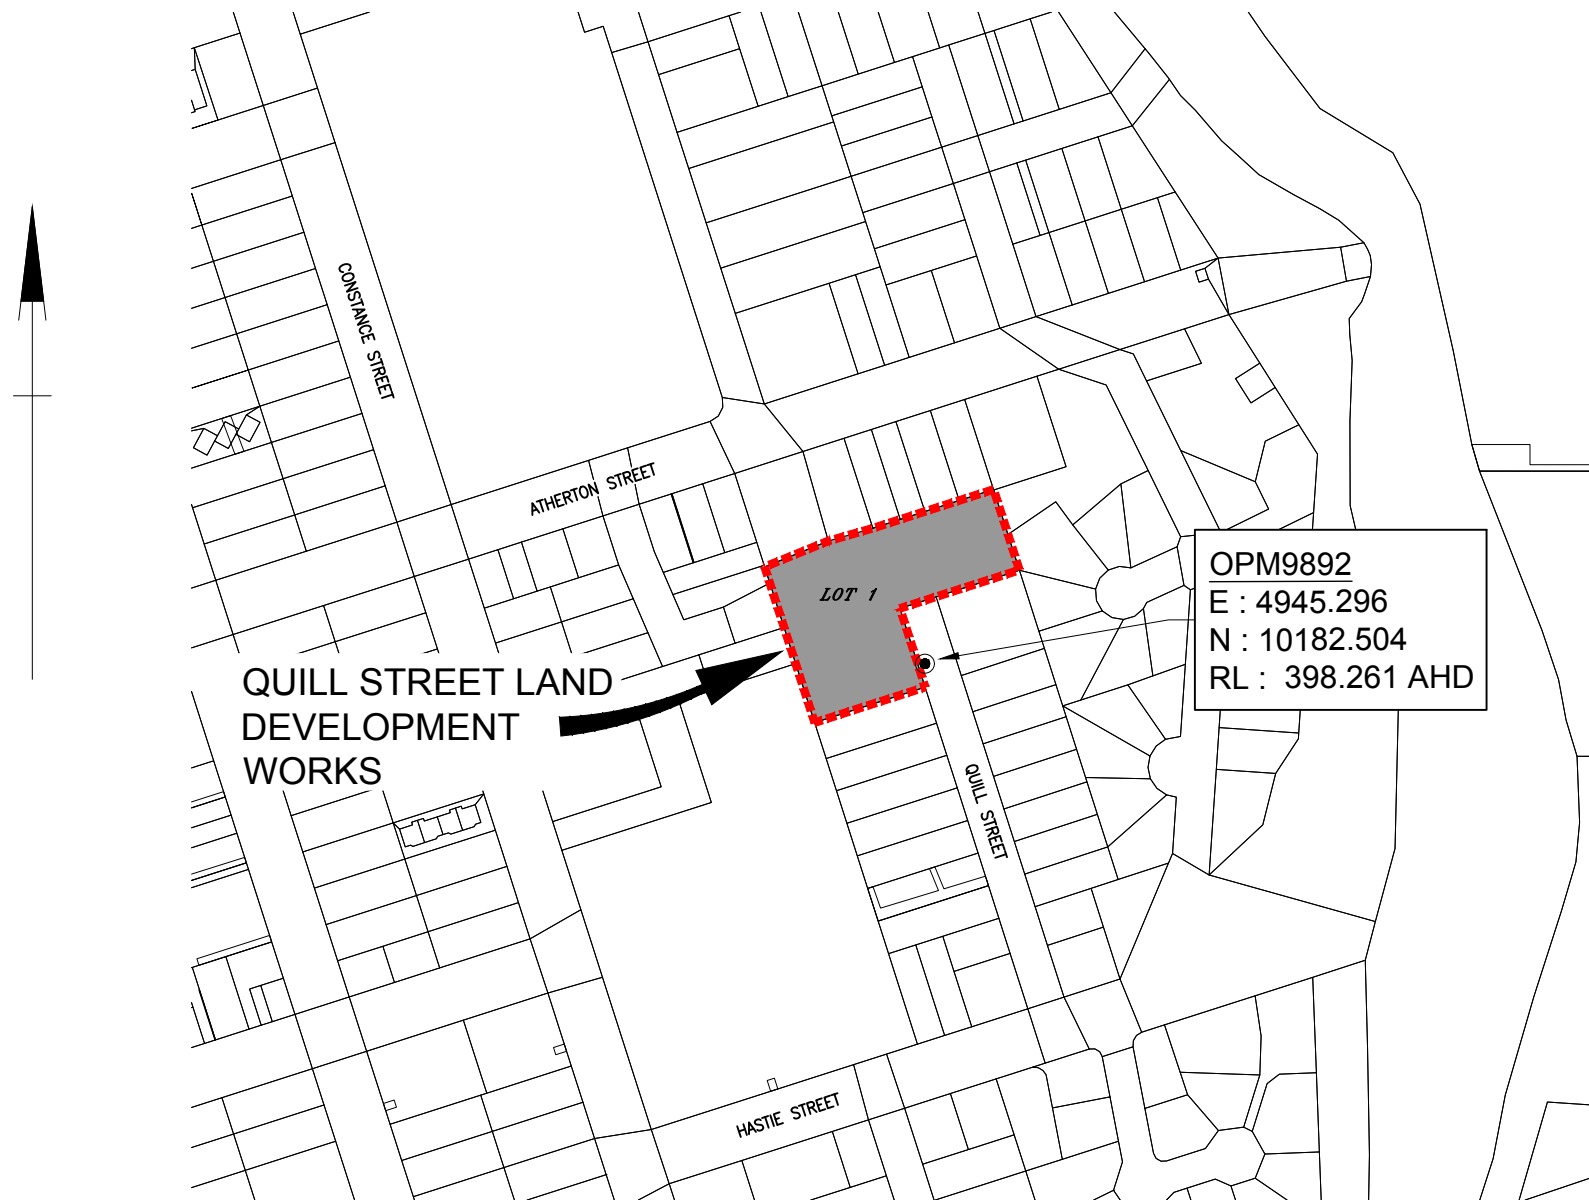 CONSTANCE STREET
ATHERTON STREET
LOT 1
OPM9892
E : 4945.296
N : 10182.504
RL : 398.261 AHD
QUILL STREET LAND
DEVELOPMENT
WORKS
QUILL STREET
HASTIE STREET